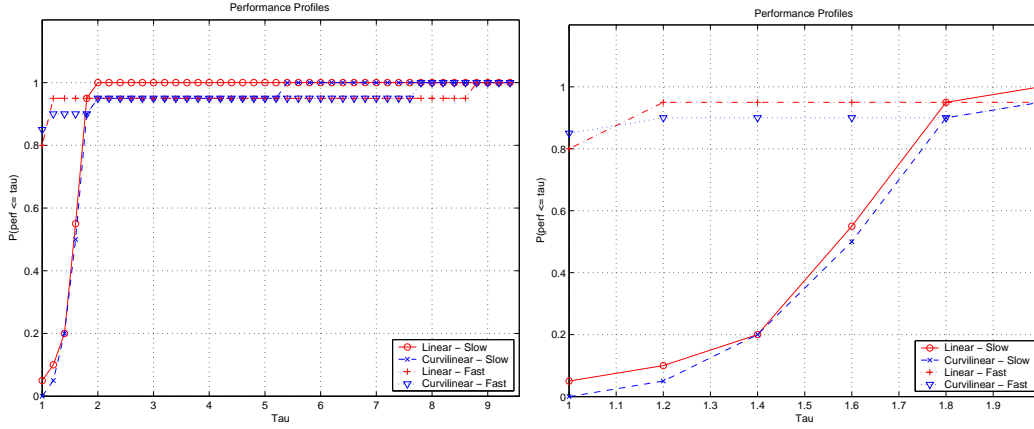 Performance Profiles
1
0.8
0.6
0.4
0.2
0
P(perf <= tau)
1 2 3 4 5 6 7 8 9
Tau
Linear − Slow
Curvilinear − Slow
Linear − Fast
Curvilinear − Fast
Performance Profiles
1
0.8
0.6
0.4
0.2
0
P(perf <= tau)
1 1.1 1.2 1.3 1.4 1.5 1.6 1.7 1.8 1.9
Tau
Linear − Slow
Curvilinear − Slow
Linear − Fast
Curvilinear − Fast